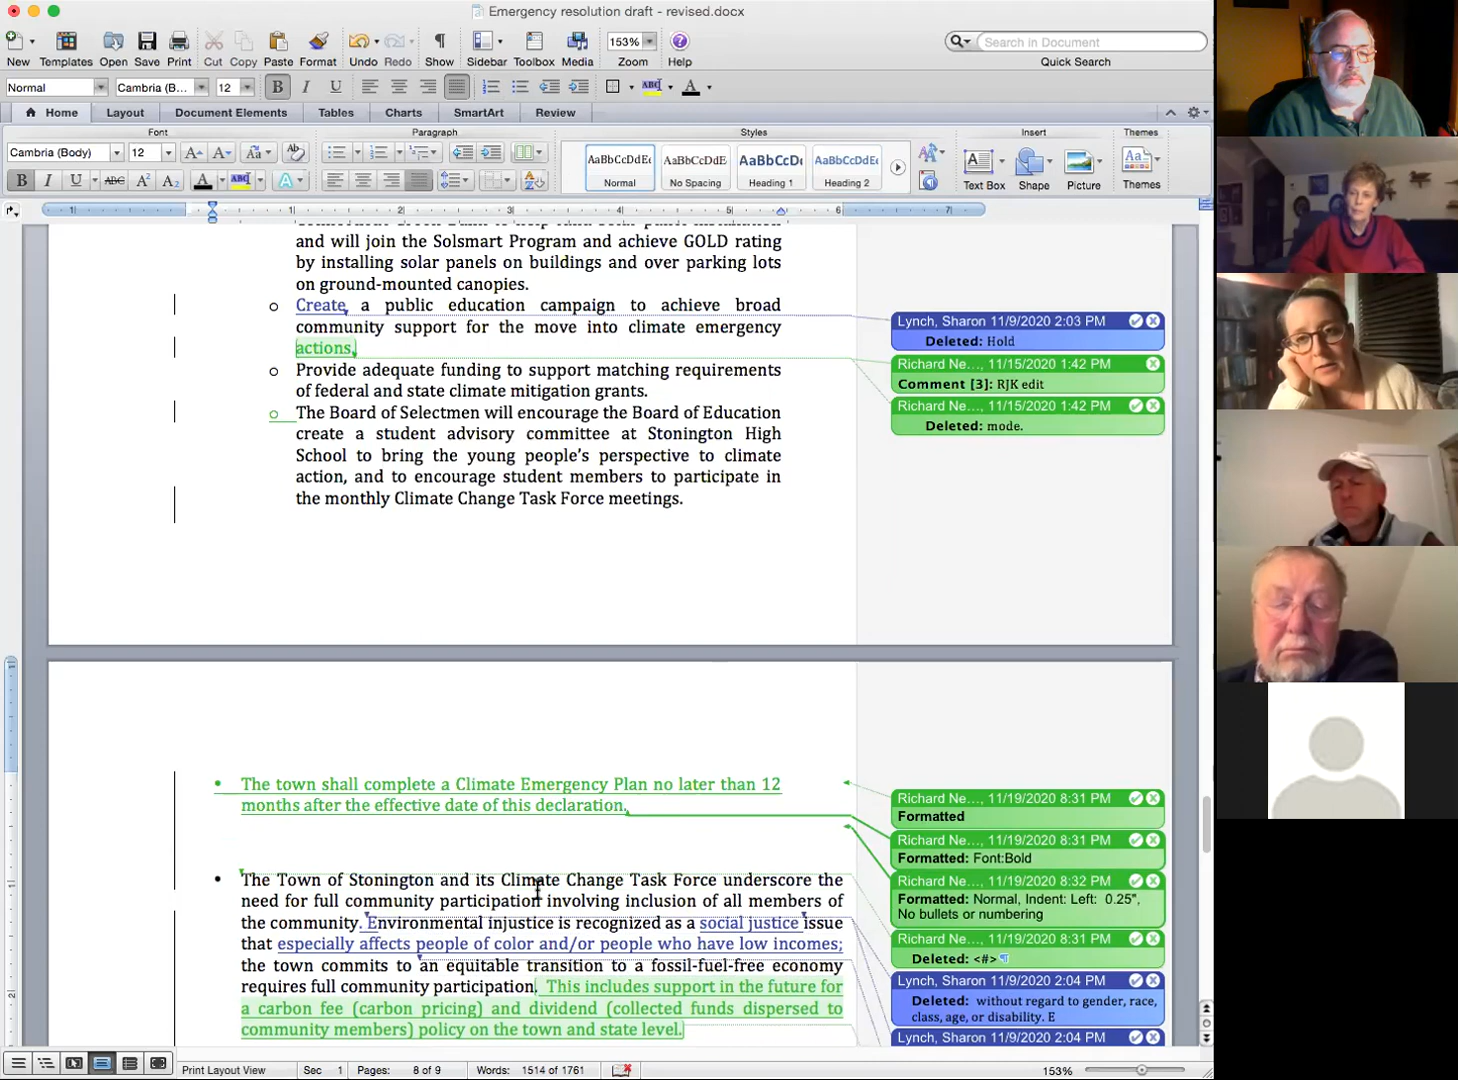 Emergency resolution draft - revised.docx
New Templates Open Save Print Cut Copy Paste Format Undo Redo Show Sidebar Toolbox Media 153% Zoom Help Search in Document
Quick Search
Normal Cambria (B... 12 B I U ABC A
Home Layout Document Elements Tables Charts SmartArt Review
Font Paragraph Styles Insert Themes
Cambria (Body) 12 A A Aa Abc AaBbCcDdEe AaBbCcDdE AaBbCcDt AaBbCcDdEe
B I U ABC A² A₂ A ABC A Normal No Spacing Heading 1 Heading 2 Text Box Shape Picture Themes
1 1 2 3 4 5 6 7
and will join the Solsmart Program and achieve GOLD rating
by installing solar panels on buildings and over parking lots
on ground-mounted canopies.
o Create a public education campaign to achieve broad
community support for the move into climate emergency
actions.
o Provide adequate funding to support matching requirements
of federal and state climate mitigation grants.
o The Board of Selectmen will encourage the Board of Education
create a student advisory committee at Stonington High
School to bring the young people's perspective to climate
action, and to encourage student members to participate in
the monthly Climate Change Task Force meetings.
Lynch, Sharon 11/9/2020 2:03 PM
Deleted: Hold
Richard Ne..., 11/15/2020 1:42 PM
Comment [3]: RJK edit
Richard Ne..., 11/15/2020 1:42 PM
Deleted: mode.
• The town shall complete a Climate Emergency Plan no later than 12
months after the effective date of this declaration.
• The Town of Stonington and its Climate Change Task Force underscore the
need for full community participation involving inclusion of all members of
the community. Environmental injustice is recognized as a social justice issue
that especially affects people of color and/or people who have low incomes;
the town commits to an equitable transition to a fossil-fuel-free economy
requires full community participation. This includes support in the future for
a carbon fee (carbon pricing) and dividend (collected funds dispersed to
community members) policy on the town and state level.
Richard Ne..., 11/19/2020 8:31 PM
Formatted
Richard Ne..., 11/19/2020 8:31 PM
Formatted: Font:Bold
Richard Ne..., 11/19/2020 8:32 PM
Formatted: Normal, Indent: Left: 0.25",
No bullets or numbering
Richard Ne..., 11/19/2020 8:31 PM
Deleted: <#> ¶
Lynch, Sharon 11/9/2020 2:04 PM
Deleted: without regard to gender, race,
class, age, or disability. E
Lynch, Sharon 11/9/2020 2:04 PM
Print Layout View Sec 1 Pages: 8 of 9 Words: 1514 of 1761 153%